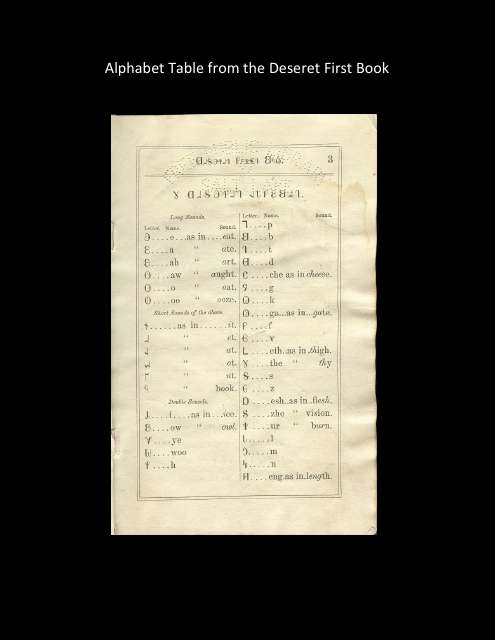 Alphabet Table from the Deseret First Book
3
Long Sounds.
Letter. Name. Sound.
𐐀....e...as in....eat.
𐐁....a " ate.
𐐂....ah " art.
𐐃....aw " aught.
𐐄....o " oat.
𐐅....oo " ooze.
Short Sounds of the above.
𐐆......as in......it.
𐐇 " et.
𐐈 " at.
𐐉 " ot.
𐐊 " ut.
𐐋 " book.
Double Sounds.
𐐌....i....as in...ice.
𐐍....ow " owl.
𐐏....ye
𐐎....woo
𐐐....h
Letter. Name. Sound.
𐐑....p
𐐒....b
𐐓....t
𐐔....d
𐐕....che as in cheese.
𐐖....g
𐐗....k
𐐘....ga...as in...gate.
𐐙....f
𐐚....v
𐐛....eth..as in.thigh.
𐐜....the " thy
𐐝....s
𐐞....z
𐐟....esh..as in.flesh.
𐐠....zhe " vision.
𐐡....ur " burn.
𐐢....l
𐐣....m
𐐤....n
𐐥....eng.as in.length.